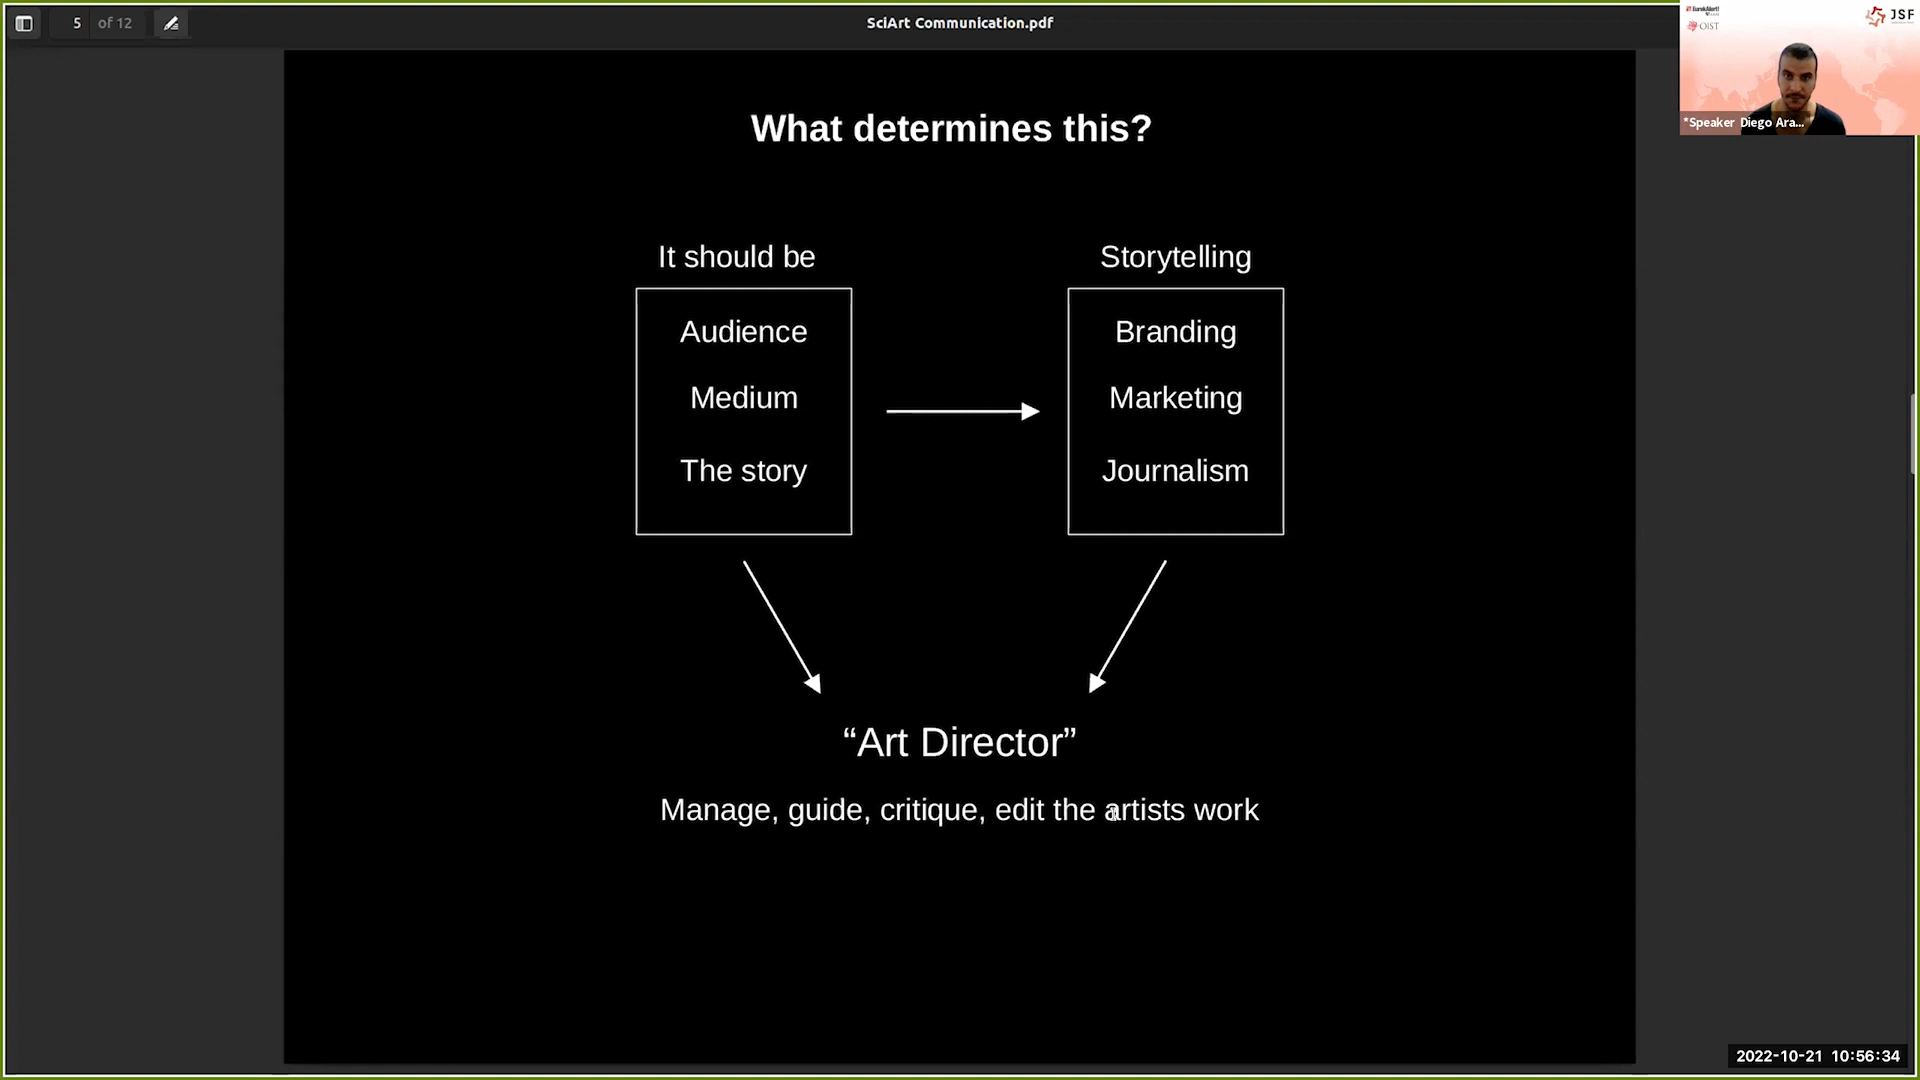 5 of 12
SciArt Communication.pdf
EurekAlert!
OIST
JSF
*Speaker Diego Ara...
What determines this?
It should be
Audience
Medium
The story
Storytelling
Branding
Marketing
Journalism
“Art Director”
Manage, guide, critique, edit the artists work
2022-10-21 10:56:34